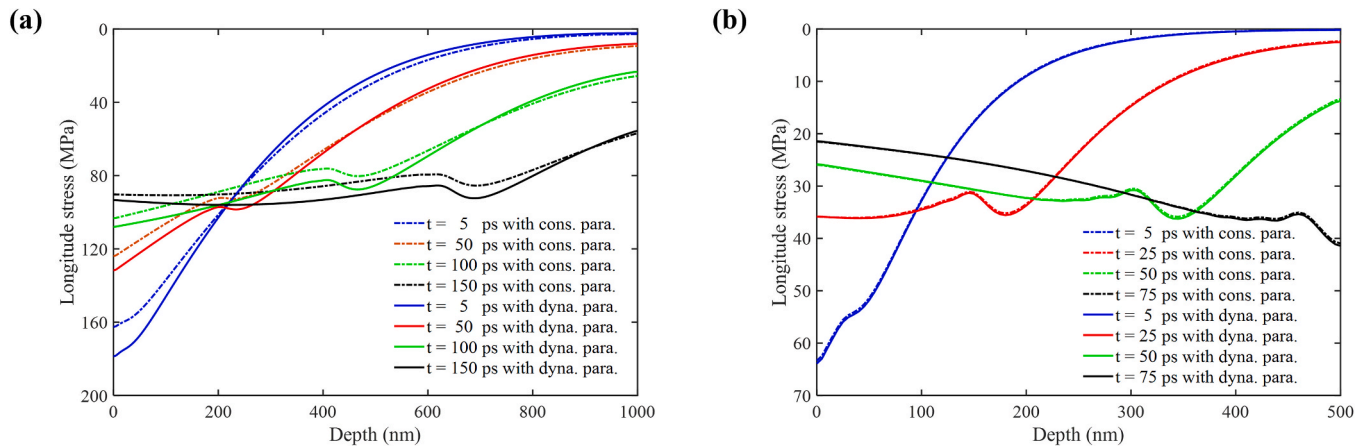 (a)
Longitude stress (MPa)
0
40
80
120
160
200
0 200 400 600 800 1000
Depth (nm)
t = 5 ps with cons. para.
t = 50 ps with cons. para.
t = 100 ps with cons. para.
t = 150 ps with cons. para.
t = 5 ps with dyna. para.
t = 50 ps with dyna. para.
t = 100 ps with dyna. para.
t = 150 ps with dyna. para.
(b)
Longitude stress (MPa)
0
10
20
30
40
50
60
70
0 100 200 300 400 500
Depth (nm)
t = 5 ps with cons. para.
t = 25 ps with cons. para.
t = 50 ps with cons. para.
t = 75 ps with cons. para.
t = 5 ps with dyna. para.
t = 25 ps with dyna. para.
t = 50 ps with dyna. para.
t = 75 ps with dyna. para.